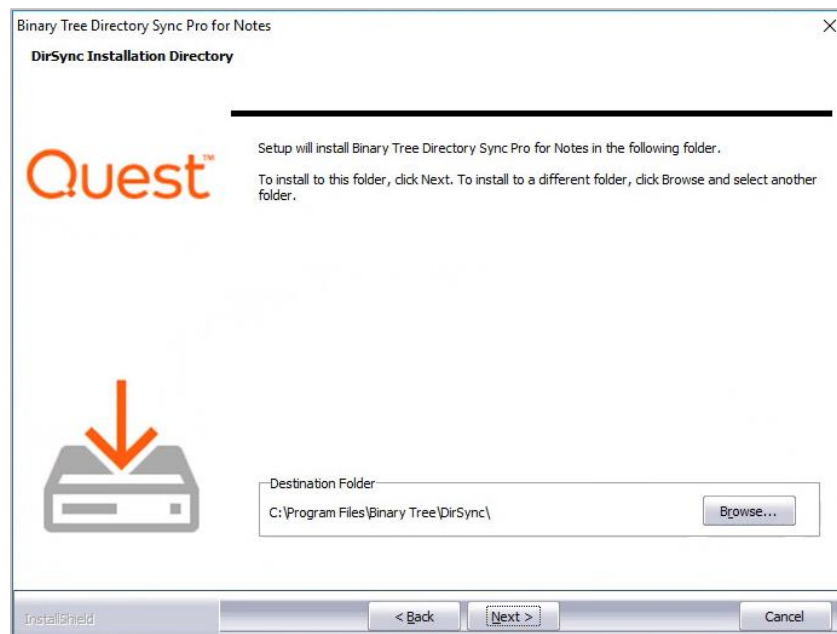 Binary Tree Directory Sync Pro for Notes
DirSync Installation Directory
Quest™
Setup will install Binary Tree Directory Sync Pro for Notes in the following folder.
To install to this folder, click Next. To install to a different folder, click Browse and select another
folder.
Destination Folder
C:\Program Files\Binary Tree\DirSync\
Browse...
InstallShield
< Back
Next >
Cancel